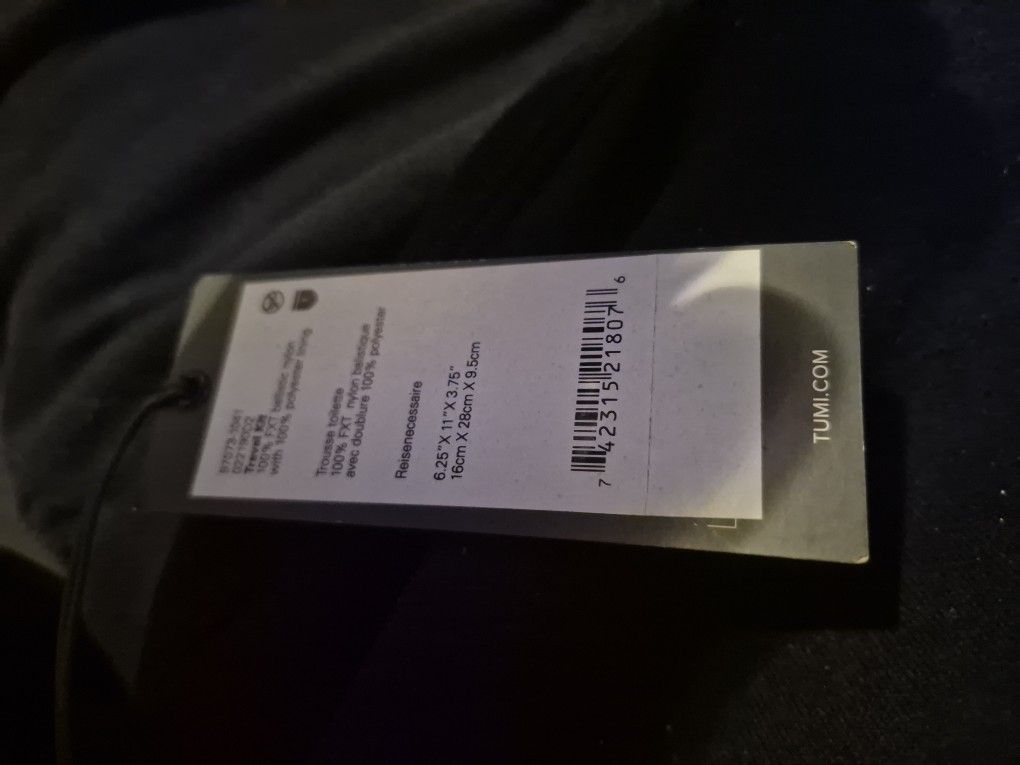 Travel Kit
100% FXT ballistic nylon
with 100% polyester lining
Trousse toilette
100% FXT nylon balistique
avec doublure 100% polyester
Reisenecessaire
6.25"X 11"X 3.75"
16cm X 28cm X 9.5cm
7 42315 21807 6
TUMI.COM